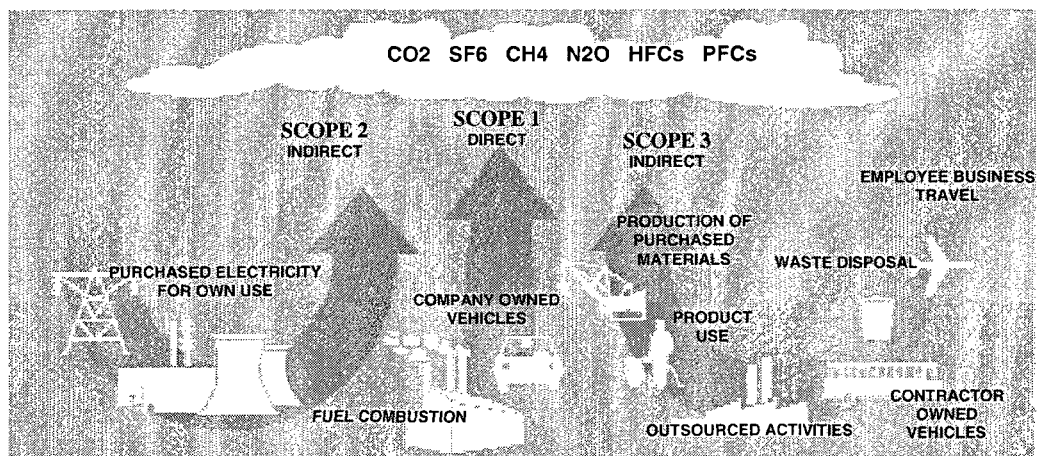 CO2 SF6 CH4 N2O HFCs PFCs
SCOPE 2
INDIRECT
SCOPE 1
DIRECT
SCOPE 3
INDIRECT
EMPLOYEE BUSINESS
TRAVEL
PRODUCTION OF
PURCHASED
MATERIALS
WASTE DISPOSAL
PURCHASED ELECTRICITY
FOR OWN USE
COMPANY OWNED
VEHICLES
PRODUCT
USE
FUEL COMBUSTION
OUTSOURCED ACTIVITIES
CONTRACTOR
OWNED
VEHICLES